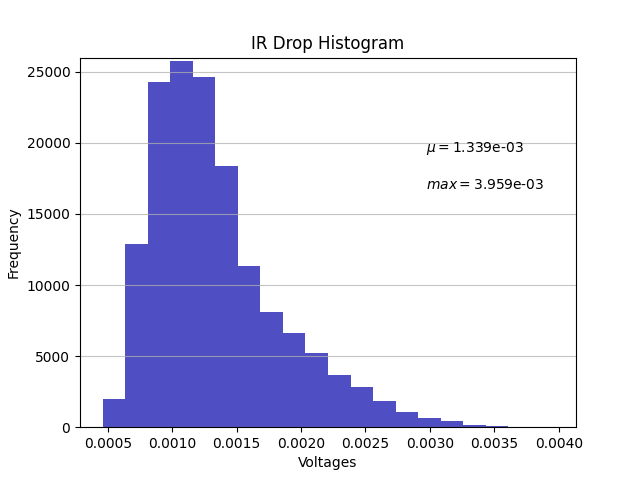 IR Drop Histogram
25000
20000
15000
10000
5000
0
Frequency
μ = 1.339e-03
max = 3.959e-03
0.0005 0.0010 0.0015 0.0020 0.0025 0.0030 0.0035 0.0040
Voltages